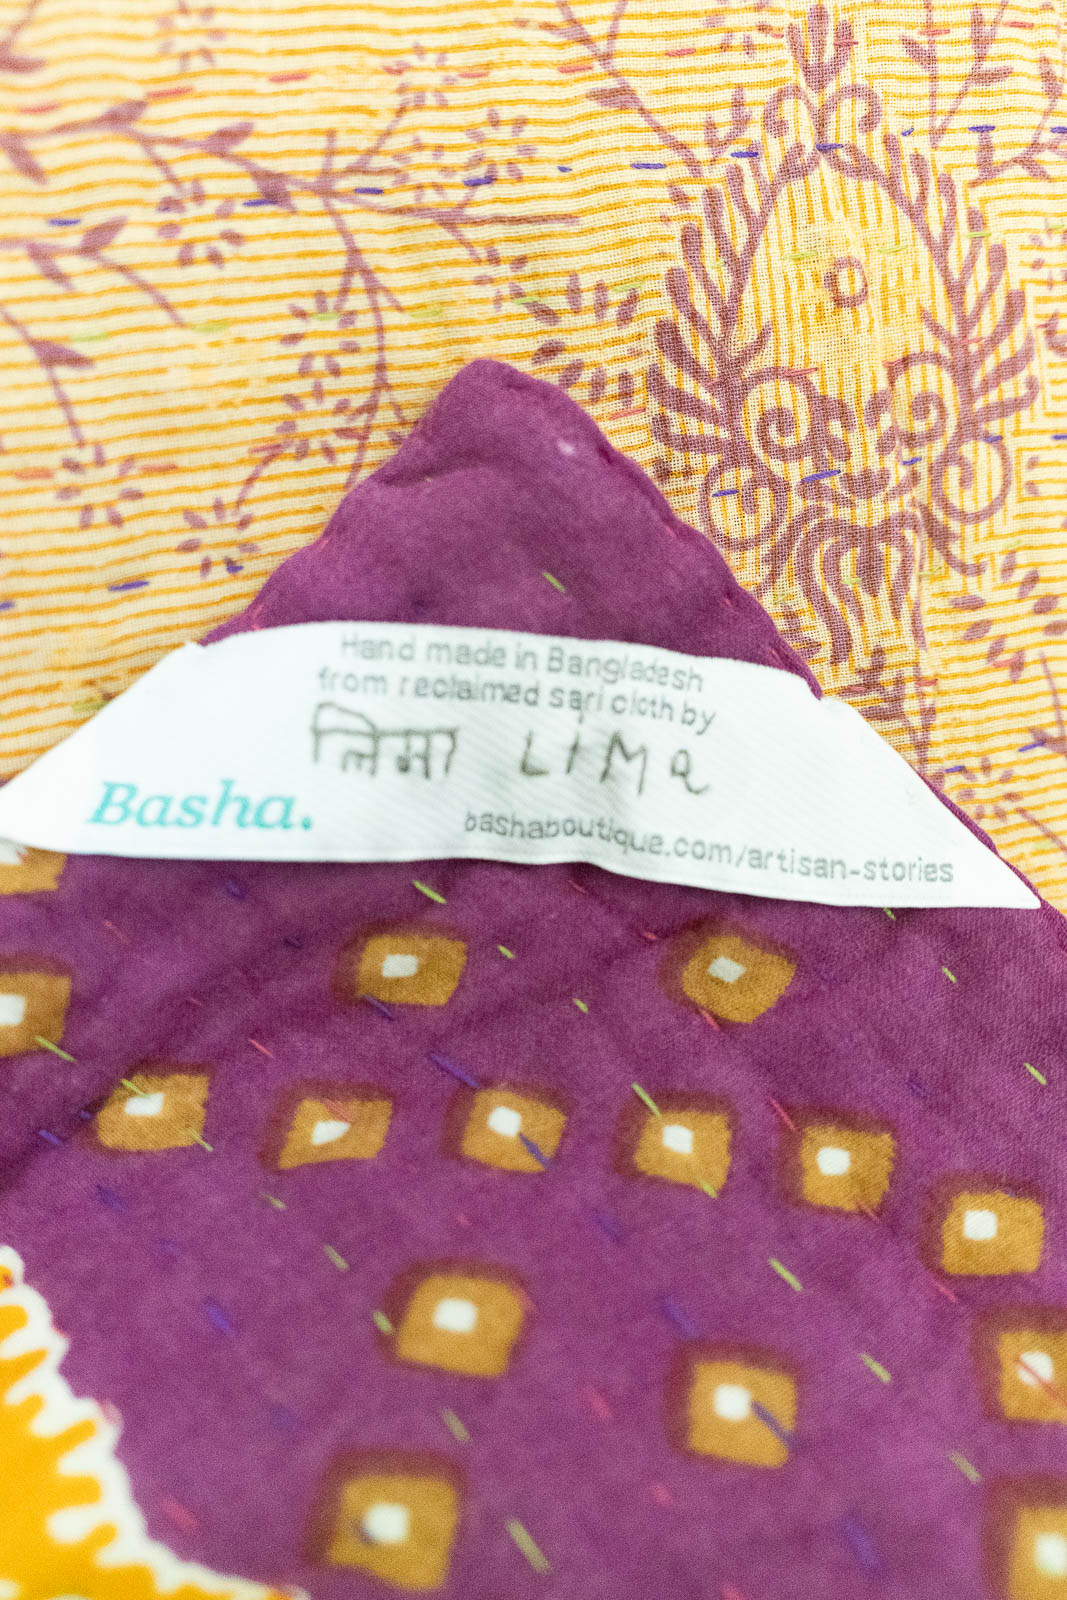 Hand made in Bangladesh
from reclaimed sari cloth by
লিমা LIMa
Basha.
bashaboutique.com/artisan-stories